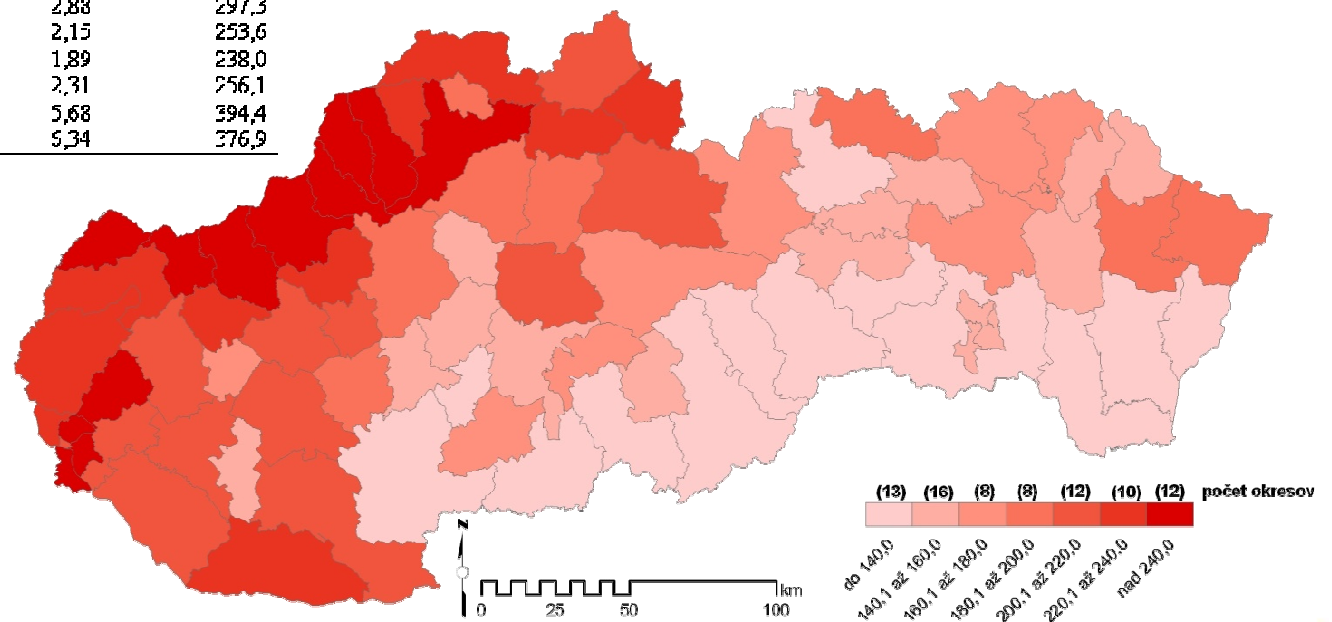 2,88 297,3
2,15 253,6
1,89 238,0
2,31 256,1
5,68 394,4
5,34 376,9
(13) (16) (8) (8) (12) (10) (12) počet okresov
do 140,0
140,1 až 160,0
160,1 až 180,0
180,1 až 200,0
200,1 až 220,0
220,1 až 240,0
nad 240,0
N
km
0 25 50 100